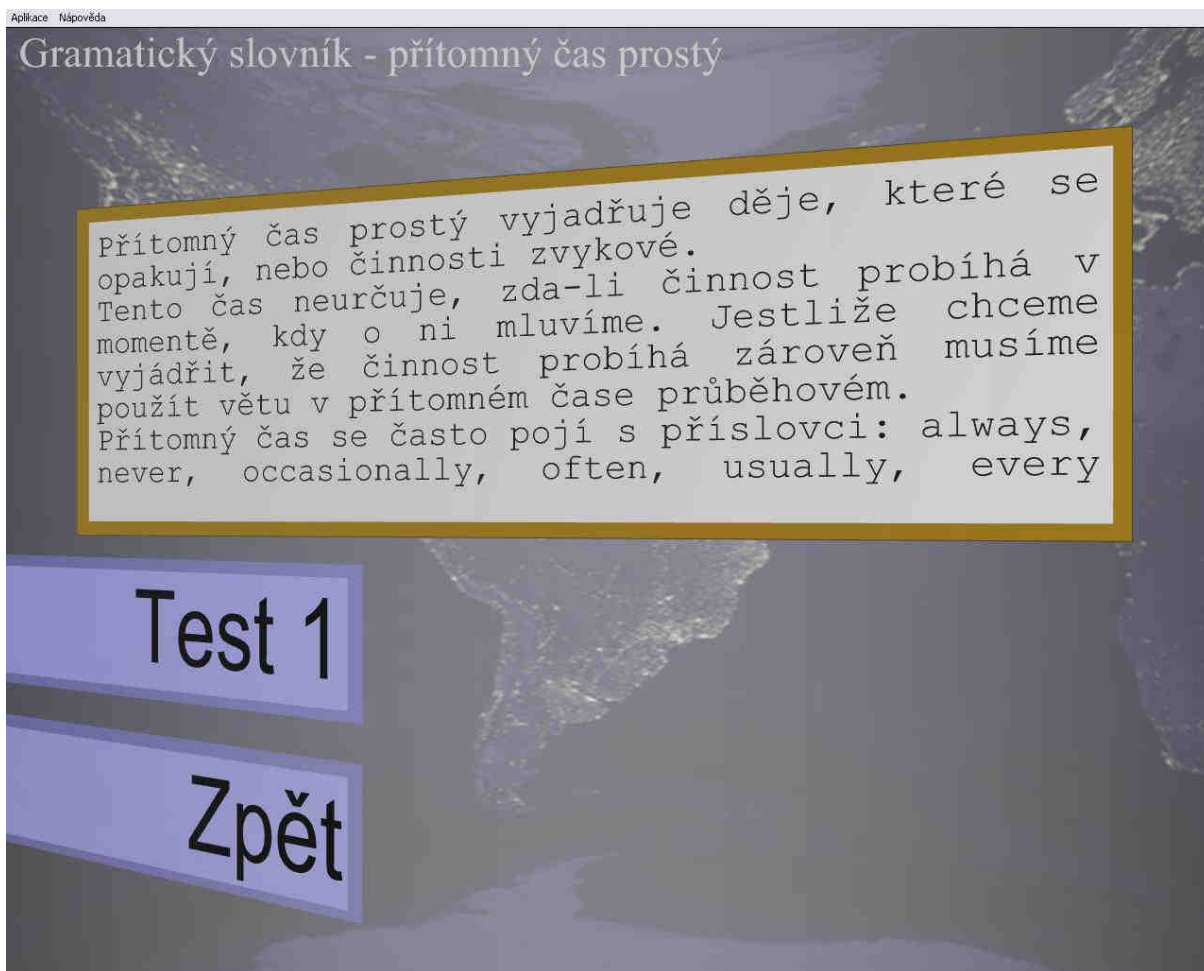 Aplikace Nápověda
Gramatický slovník - přítomný čas prostý
Přítomný čas prostý vyjadřuje děje, které se
opakují, nebo činnosti zvykové.
Tento čas neurčuje, zda-li činnost probíhá v
momentě, kdy o ni mluvíme. Jestliže chceme
vyjádřit, že činnost probíhá zároveň musíme
použít větu v přítomném čase průběhovém.
Přítomný čas se často pojí s příslovci: always,
never, occasionally, often, usually, every
Test 1
Zpět